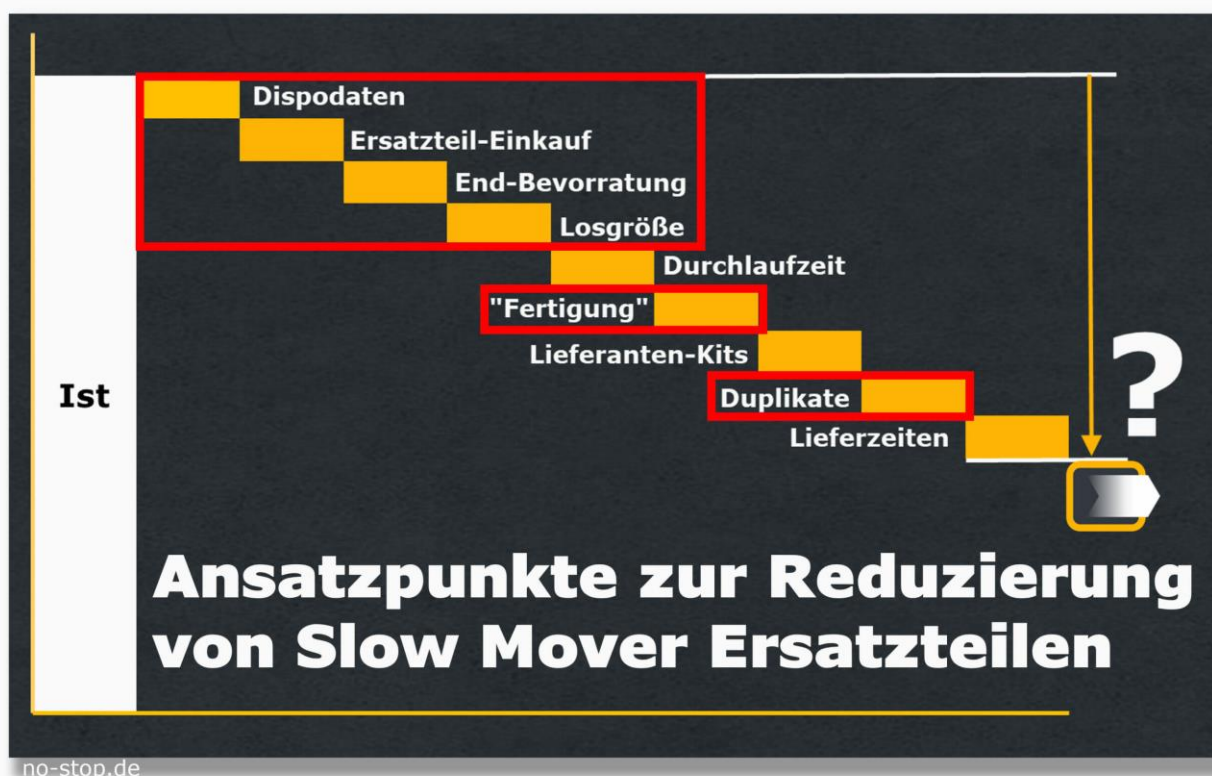 Dispodaten
Ersatzteil-Einkauf
End-Bevorratung
Losgröße
Durchlaufzeit
"Fertigung"
Lieferanten-Kits
Ist
Duplikate
?
Lieferzeiten
Ansatzpunkte zur Reduzierung
von Slow Mover Ersatzteilen
no-stop.de